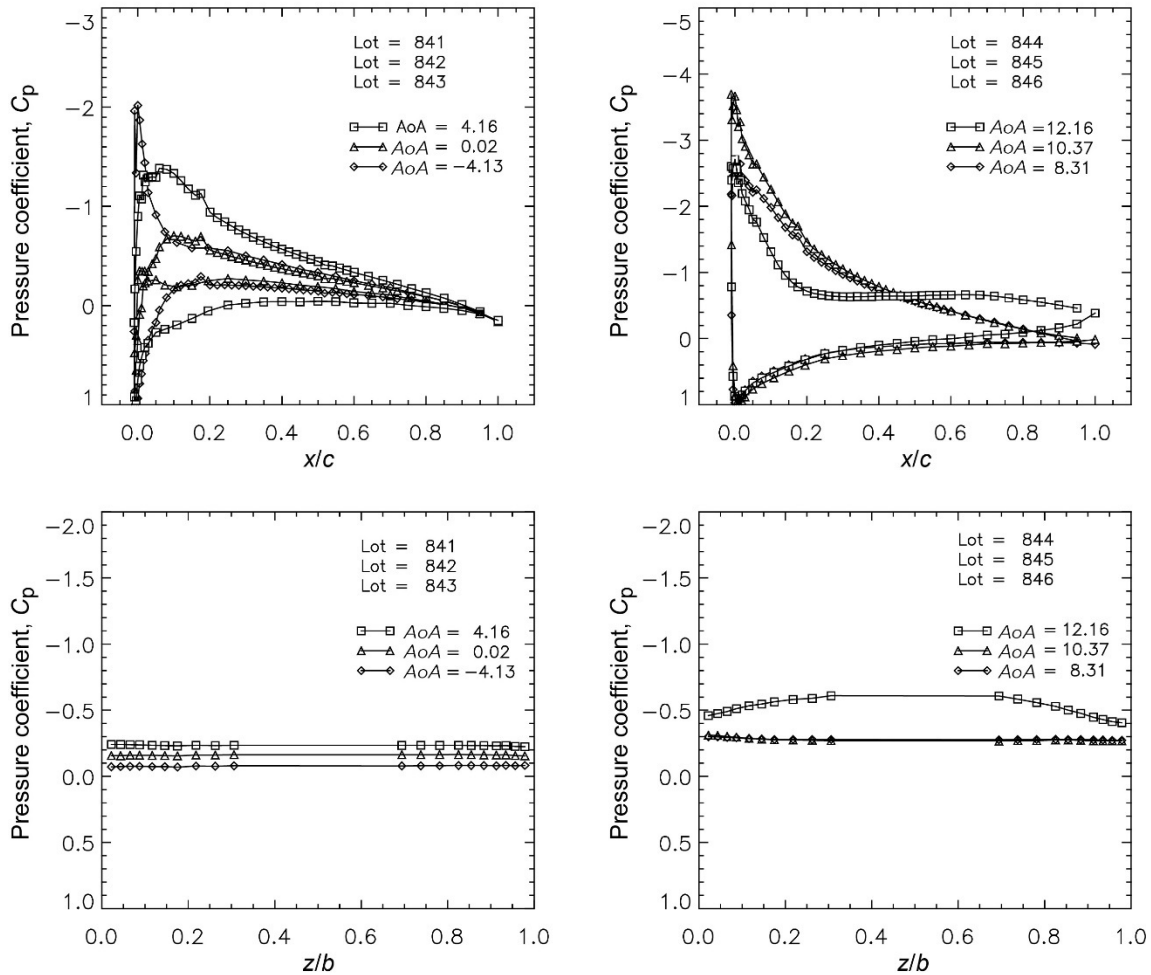 Pressure coefficient, Cp
-3
-2
-1
0
1
Lot = 841
Lot = 842
Lot = 843
AoA = 4.16
AoA = 0.02
AoA = −4.13
0.0 0.2 0.4 0.6 0.8 1.0
x/c
Pressure coefficient, Cp
-5
-4
-3
-2
-1
0
1
Lot = 844
Lot = 845
Lot = 846
AoA = 12.16
AoA = 10.37
AoA = 8.31
0.0 0.2 0.4 0.6 0.8 1.0
x/c
Pressure coefficient, Cp
-2.0
-1.5
-1.0
-0.5
0.0
0.5
1.0
Lot = 841
Lot = 842
Lot = 843
AoA = 4.16
AoA = 0.02
AoA = −4.13
0.0 0.2 0.4 0.6 0.8 1.0
z/b
Pressure coefficient, Cp
-2.0
-1.5
-1.0
-0.5
0.0
0.5
1.0
Lot = 844
Lot = 845
Lot = 846
AoA = 12.16
AoA = 10.37
AoA = 8.31
0.0 0.2 0.4 0.6 0.8 1.0
z/b